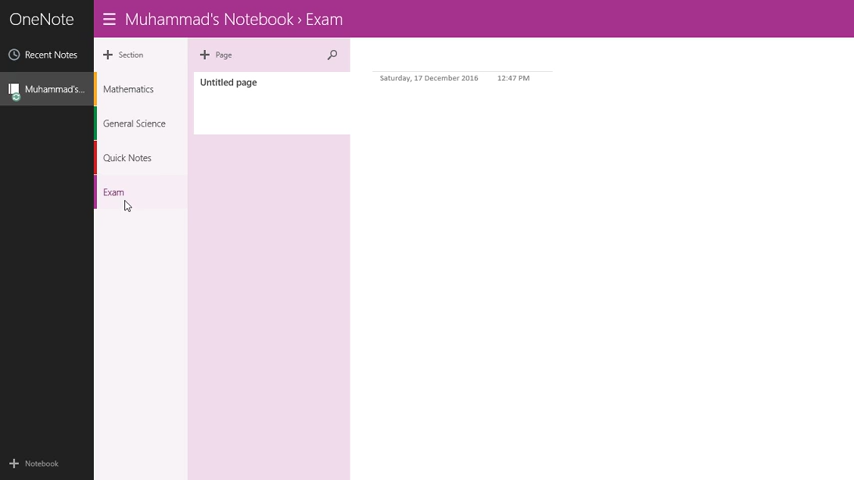 OneNote
Muhammad's Notebook › Exam
Recent Notes
Muhammad's...
Notebook
Section
Mathematics
General Science
Quick Notes
Exam
Page
Untitled page
Saturday, 17 December 2016 12:47 PM